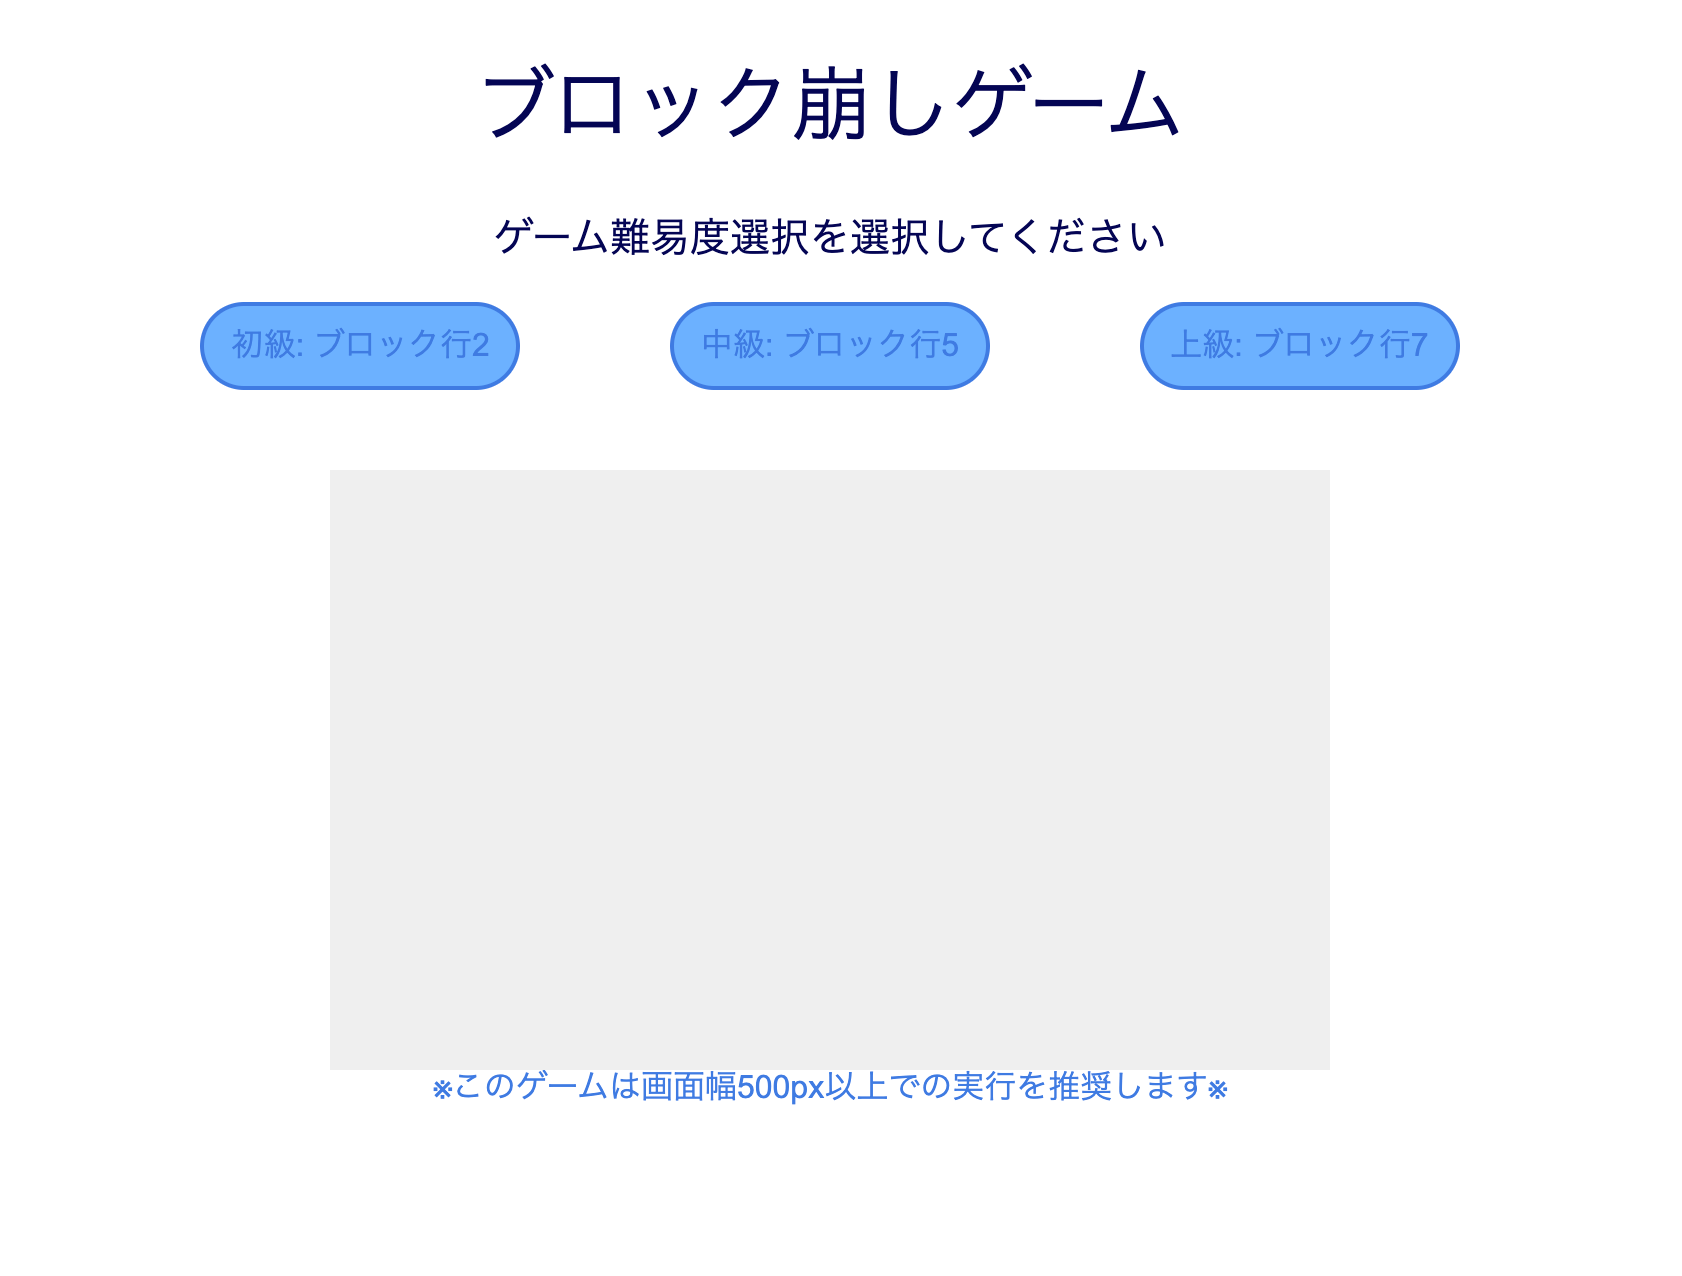 ブロック崩しゲーム
ゲーム難易度選択を選択してください
初級: ブロック行2
中級: ブロック行5
上級: ブロック行7
※このゲームは画面幅500px以上での実行を推奨します※